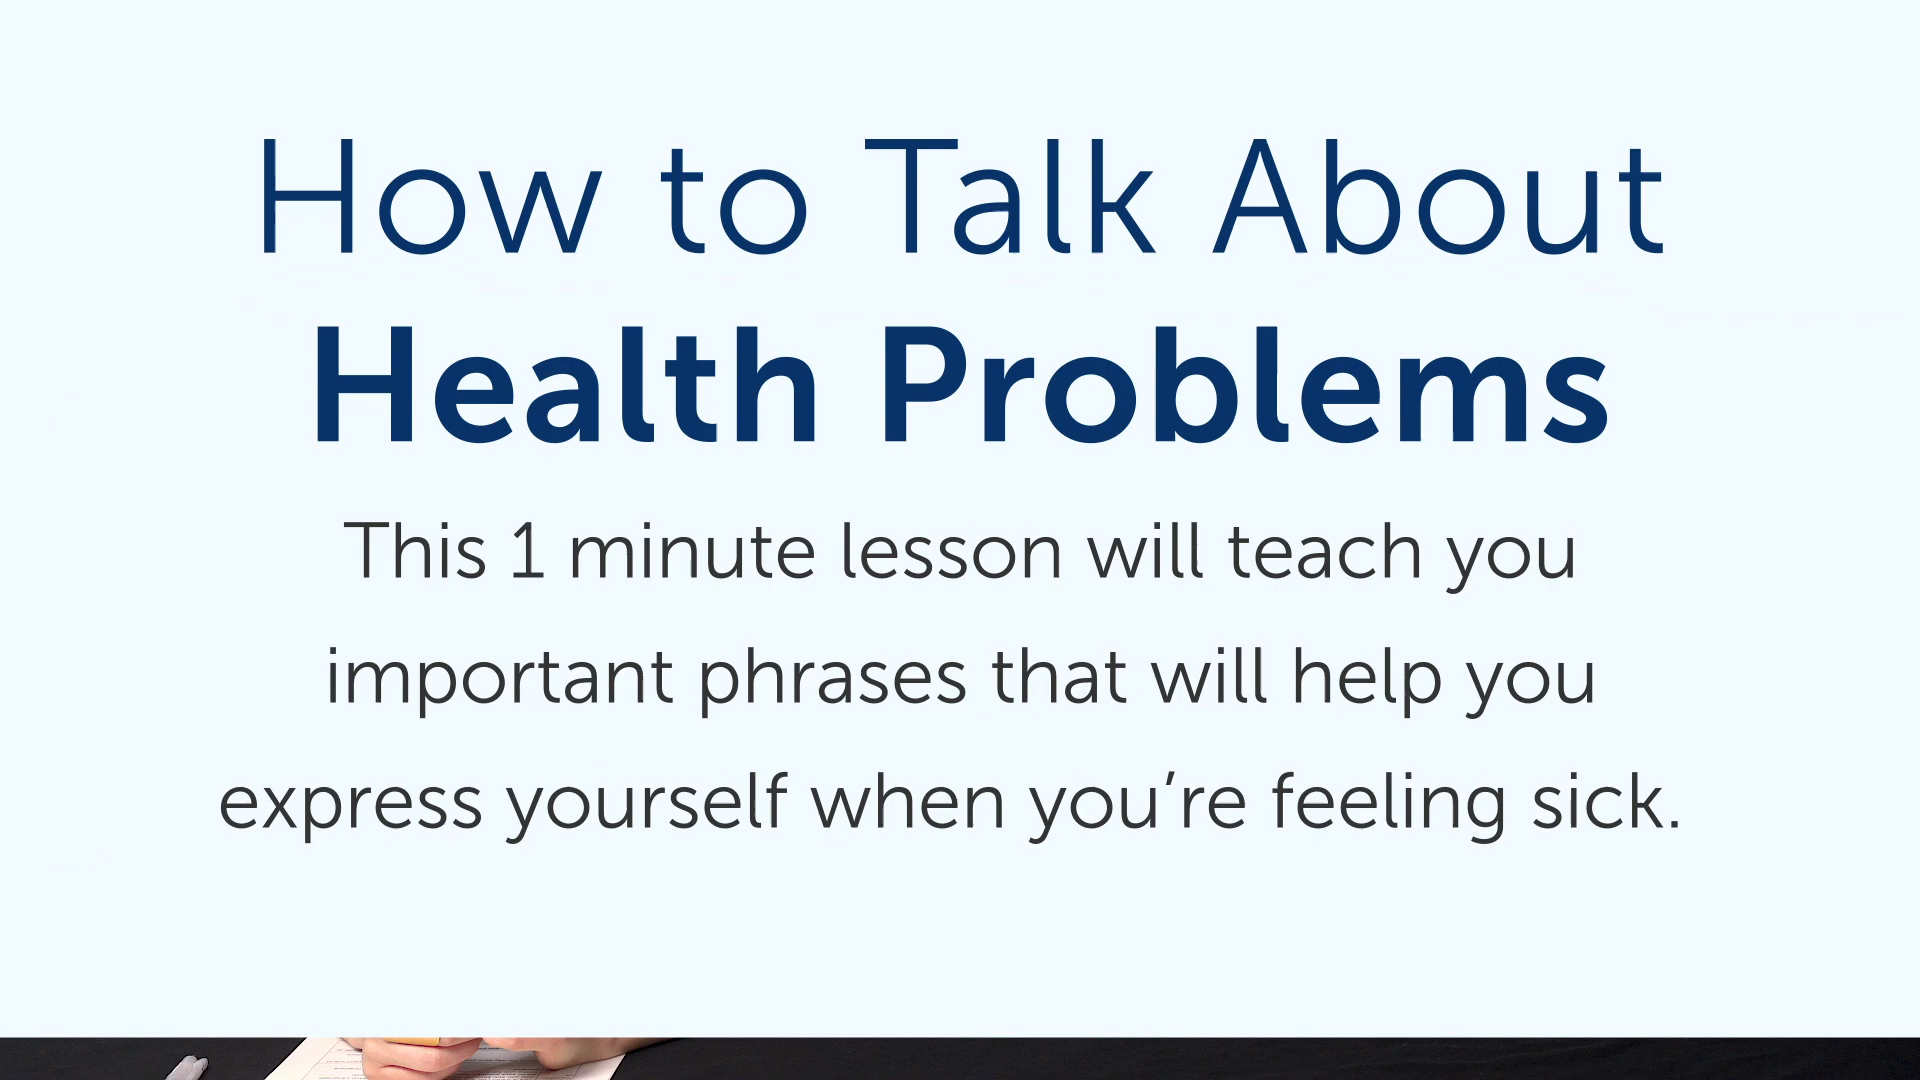 How to Talk About
Health Problems
This 1 minute lesson will teach you
important phrases that will help you
express yourself when you’re feeling sick.